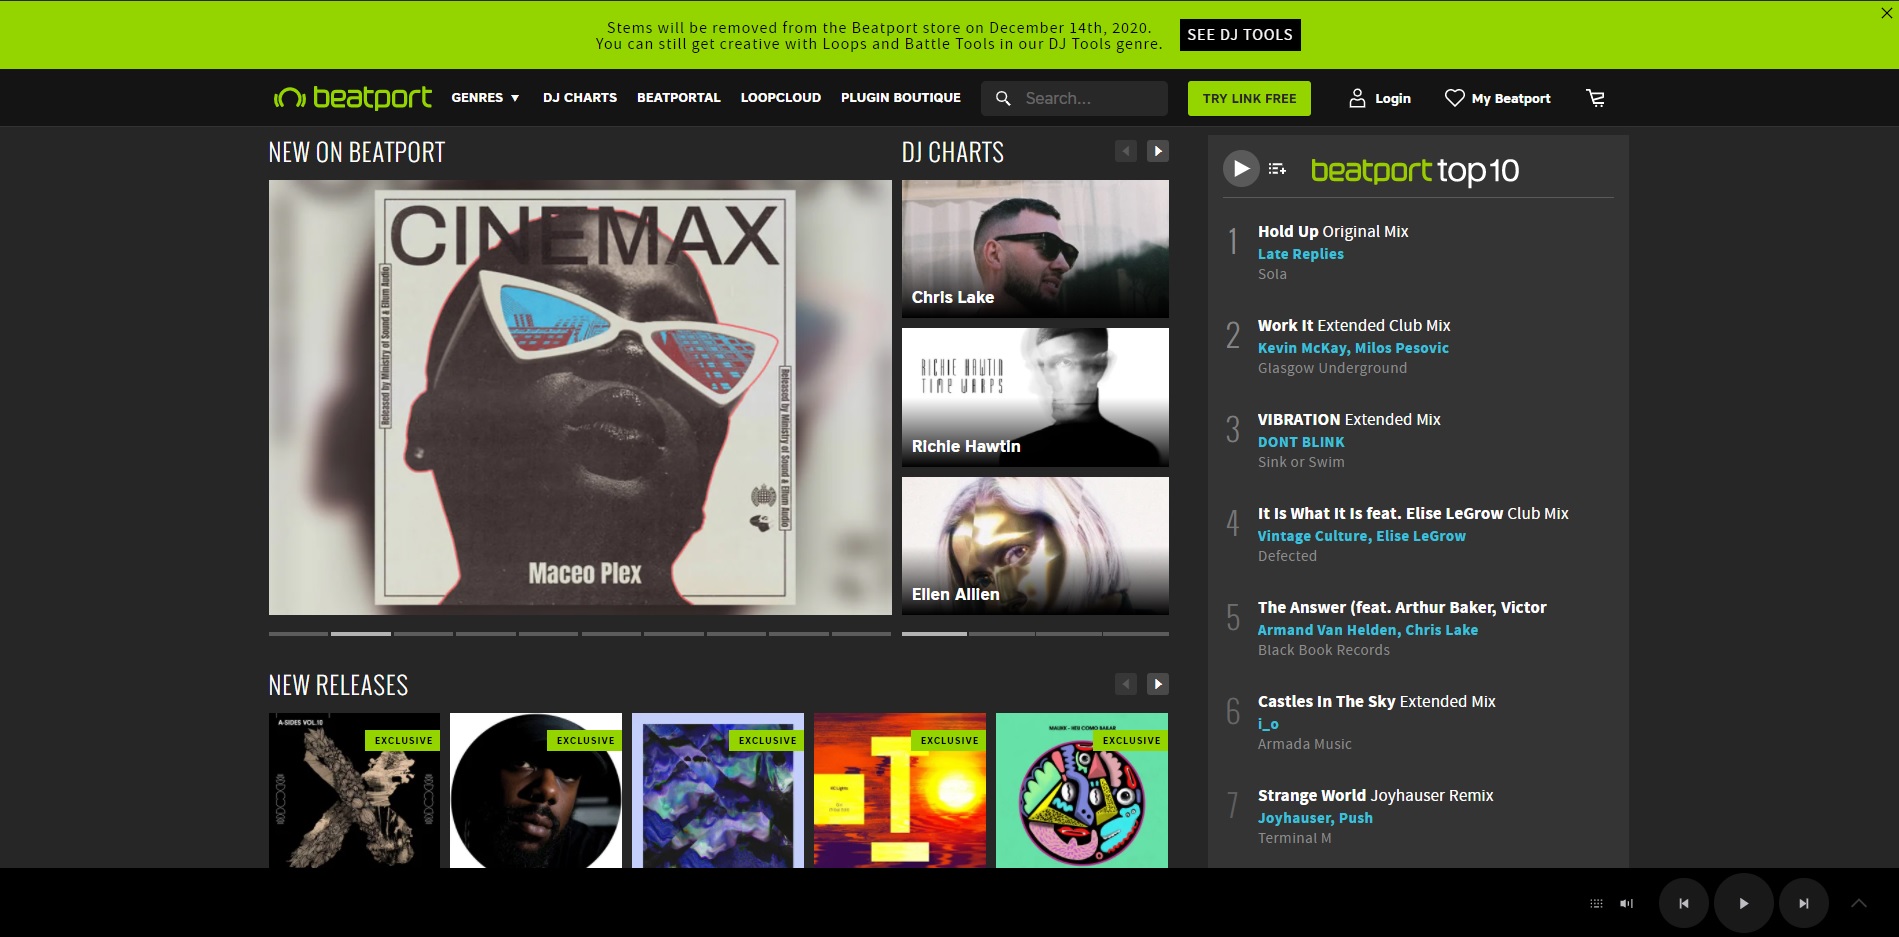 Stems will be removed from the Beatport store on December 14th, 2020.
You can still get creative with Loops and Battle Tools in our DJ Tools genre.
SEE DJ TOOLS
beatport
GENRES
DJ CHARTS
BEATPORTAL
LOOPCLOUD
PLUGIN BOUTIQUE
Search...
TRY LINK FREE
Login
My Beatport
NEW ON BEATPORT
CINEMAX
Released by Ministry of Sound & Ellum Audio
Released by Ministry of Sound & Ellum Audio
Maceo Plex
DJ CHARTS
Chris Lake
RICHIE HAWTIN
TIME WARPS
Richie Hawtin
Ellen Allien
NEW RELEASES
A-SIDES VOL.10
EXCLUSIVE
EXCLUSIVE
EXCLUSIVE
EXCLUSIVE
EXCLUSIVE
beatport top10
1
Hold Up Original Mix
Late Replies
Sola
2
Work It Extended Club Mix
Kevin McKay, Milos Pesovic
Glasgow Underground
3
VIBRATION Extended Mix
DONT BLINK
Sink or Swim
4
It Is What It Is feat. Elise LeGrow Club Mix
Vintage Culture, Elise LeGrow
Defected
5
The Answer (feat. Arthur Baker, Victor
Armand Van Helden, Chris Lake
Black Book Records
6
Castles In The Sky Extended Mix
i_o
Armada Music
7
Strange World Joyhauser Remix
Joyhauser, Push
Terminal M